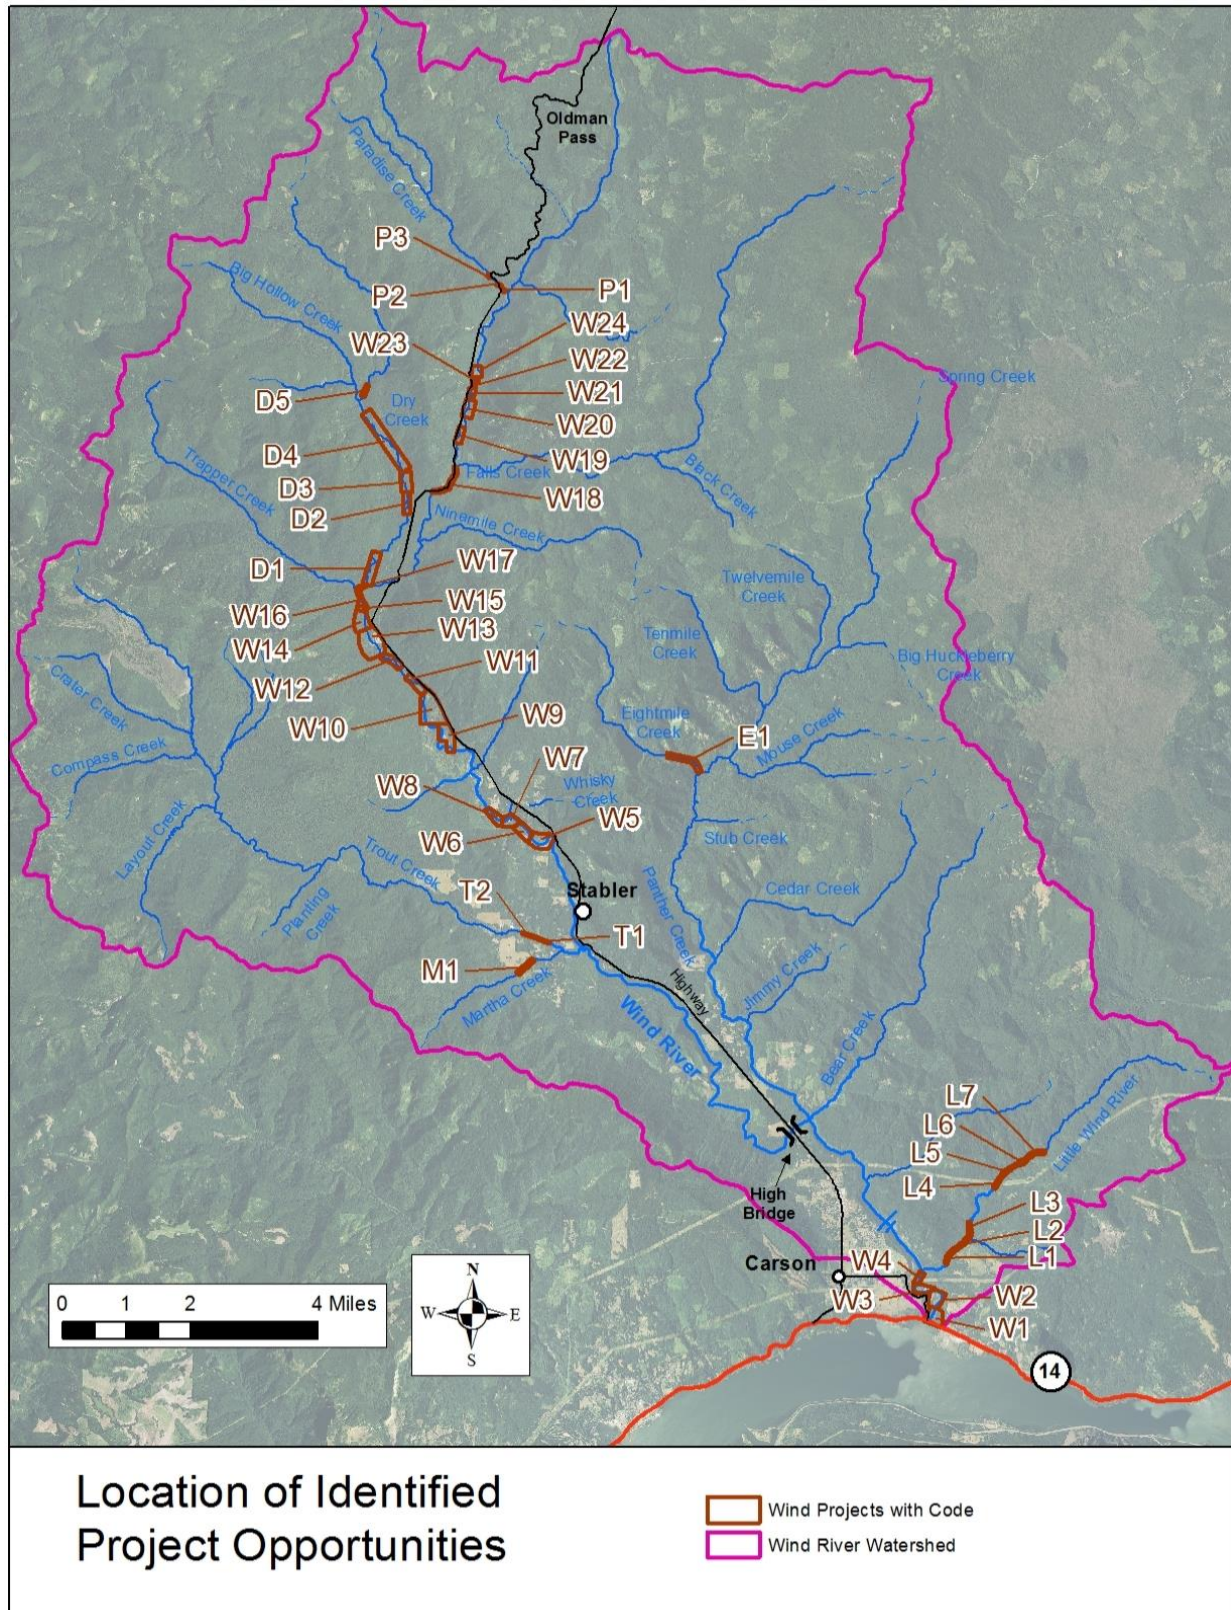 Oldman
Pass
Paradise Creek
P3
Big Hollow Creek
P2
P1
W24
W23
W22
Spring Creek
W21
D5
Dry
Creek
W20
D4
W19
Trapper Creek
Falls Creek
Black Creek
D3
W18
D2
Ninemile Creek
D1
W17
Twelvemile
Creek
W16
W15
W13
W14
Tenmile
Creek
W11
Big Huckleberry
Creek
Crater Creek
W12
W10
W9
Eightmile
Creek
E1
Mouse Creek
Compass Creek
W7
W8
Whisky
Creek
W5
W6
Stub Creek
Layout Creek
Trout Creek
Stabler
Cedar Creek
T2
Planting
Creek
Panther Creek
T1
M1
Martha Creek
Highway
Jimmy Creek
Wind River
Bear Creek
L7
L6
Little Wind River
L5
L4
High
Bridge
L3
L2
L1
Carson
W4
W3
W2
W1
14
N
W
E
S
0 1 2 4 Miles
Location of Identified
Project Opportunities
Wind Projects with Code
Wind River Watershed